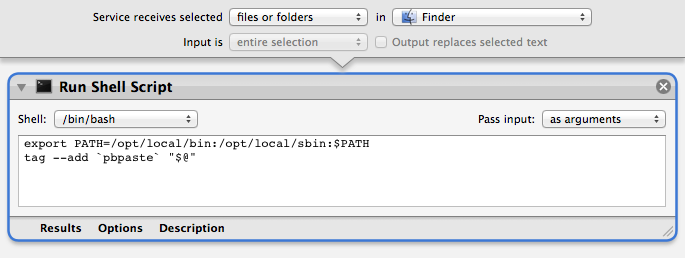 Service receives selected files or folders in Finder
Input is entire selection Output replaces selected text
Run Shell Script
Shell: /bin/bash Pass input: as arguments
export PATH=/opt/local/bin:/opt/local/sbin:$PATH
tag --add `pbpaste` "$@"
Results Options Description